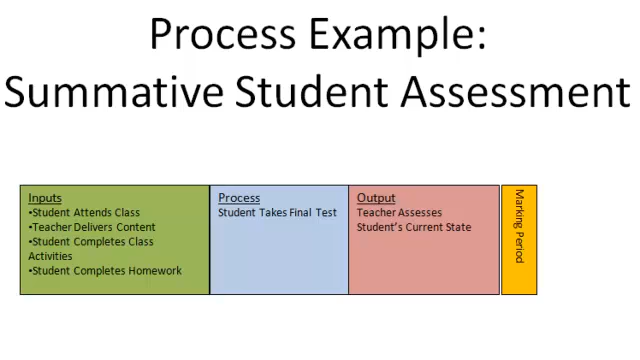 Process Example:
Summative Student Assessment
Inputs
•Student Attends Class
•Teacher Delivers Content
•Student Completes Class
Activities
•Student Completes Homework
Process
Student Takes Final Test
Output
Teacher Assesses
Student's Current State
Marking Period